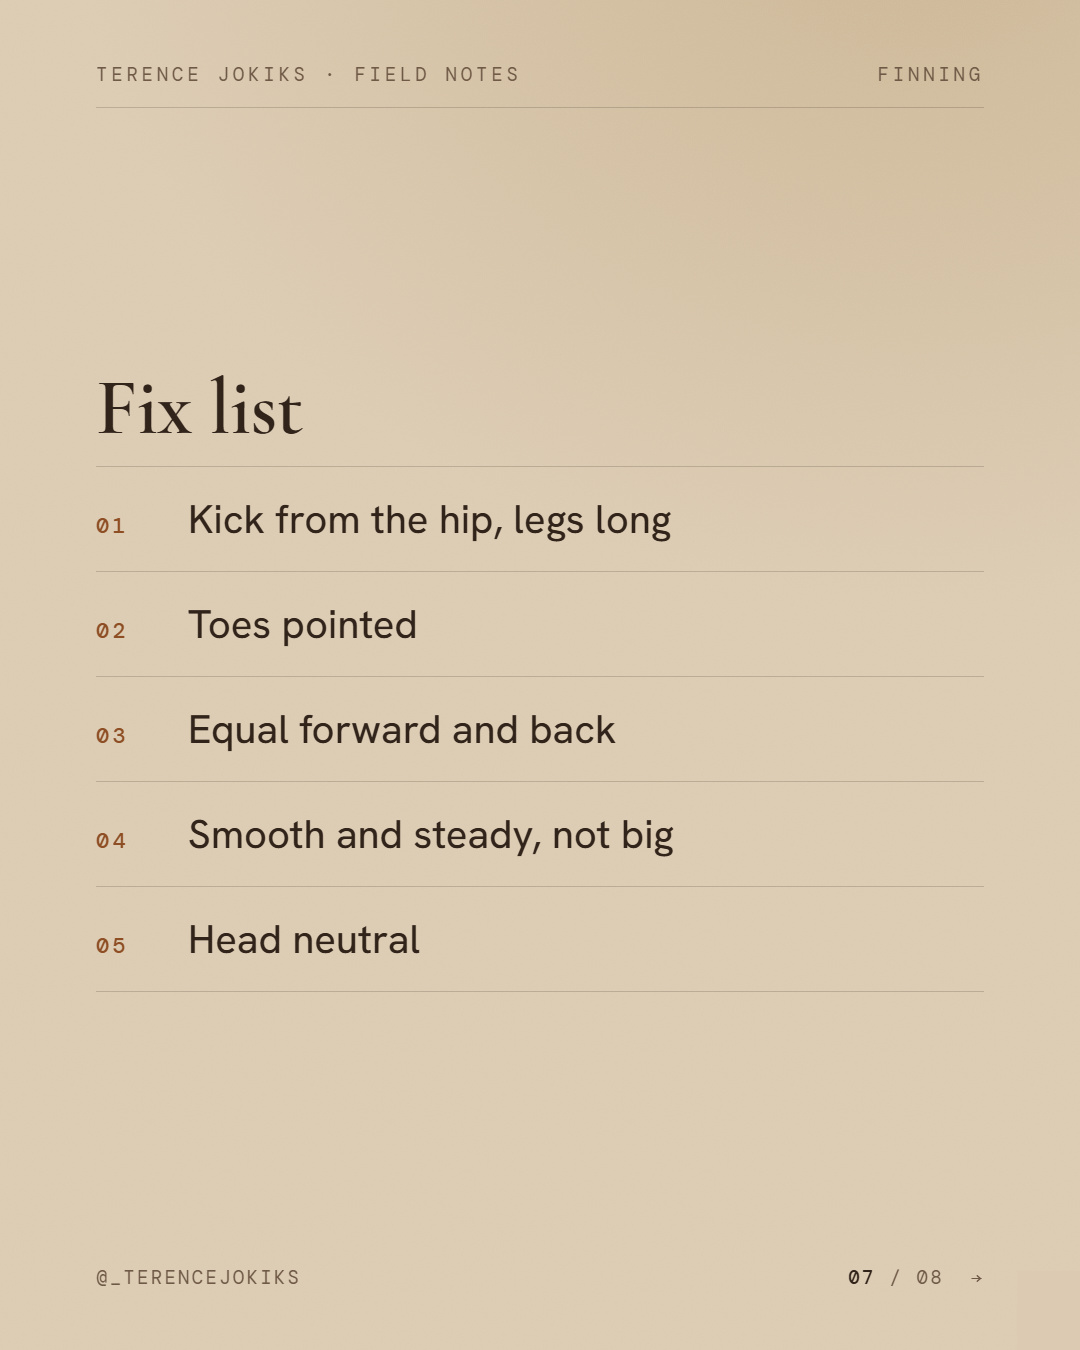 TERENCE JOKIKS · FIELD NOTES
FINNING
Fix list
01 Kick from the hip, legs long
02 Toes pointed
03 Equal forward and back
04 Smooth and steady, not big
05 Head neutral
@_TERENCEJOKIKS
07 / 08 →